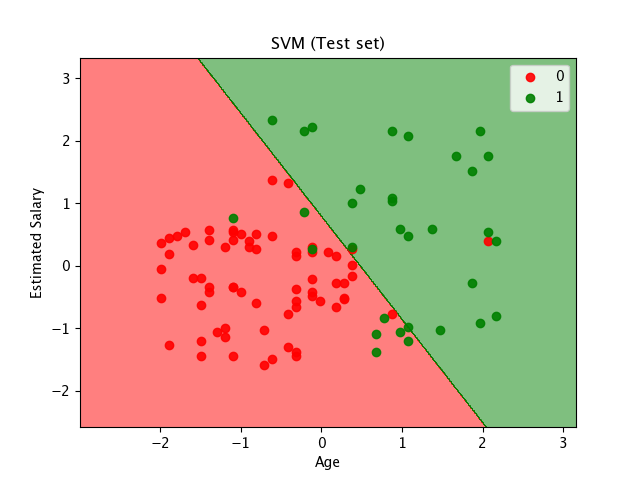 SVM (Test set)
0
1
3
2
1
0
−1
−2
Estimated Salary
−2 −1 0 1 2 3
Age